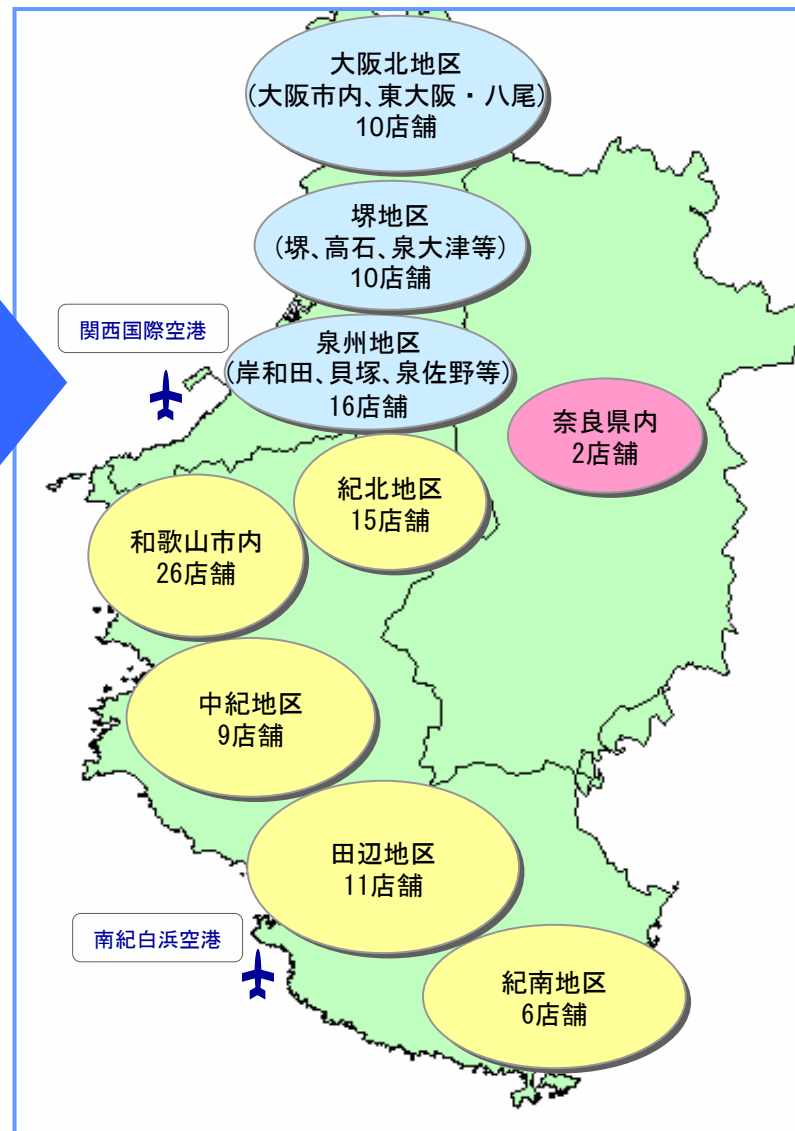 大阪北地区
(大阪市内、東大阪・八尾)
10店舗
堺地区
(堺、高石、泉大津等)
10店舗
関西国際空港
泉州地区
(岸和田、貝塚、泉佐野等)
16店舗
奈良県内
2店舗
紀北地区
15店舗
和歌山市内
26店舗
中紀地区
9店舗
田辺地区
11店舗
南紀白浜空港
紀南地区
6店舗